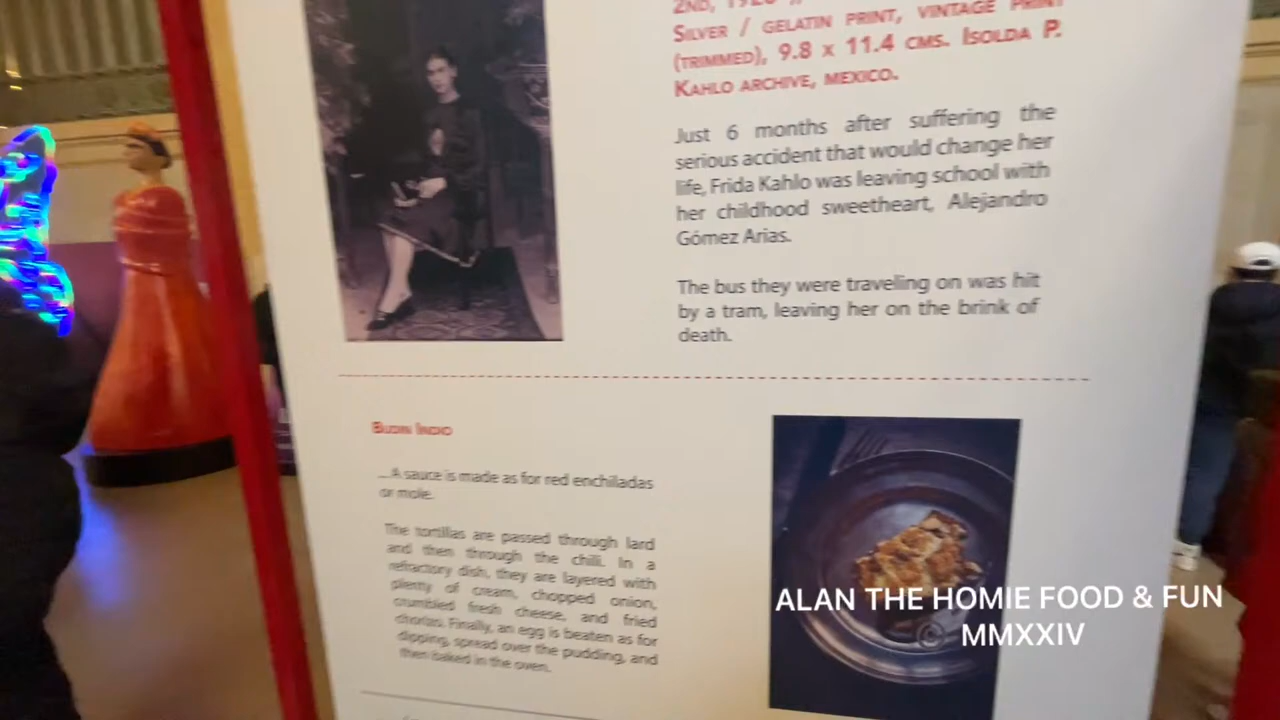 SILVER / GELATIN PRINT, VINTAGE PRINT
(TRIMMED), 9.8 X 11.4 CMS. ISOLDA P.
KAHLO ARCHIVE, MEXICO.
Just 6 months after suffering the
serious accident that would change her
life, Frida Kahlo was leaving school with
her childhood sweetheart, Alejandro
Gómez Arias.
The bus they were traveling on was hit
by a tram, leaving her on the brink of
death.
BUDIN INDIO
...A sauce is made as for red enchiladas
or mole.
The tortillas are passed through lard
and then through the chilli. In a
refractory dish, they are layered with
plenty of cream, chopped onion,
crumbled fresh cheese, and fried
chorizo. Finally, an egg is beaten as for
dipping, spread over the pudding, and
then baked in the oven.
ALAN THE HOMIE FOOD & FUN
© MMXXIV